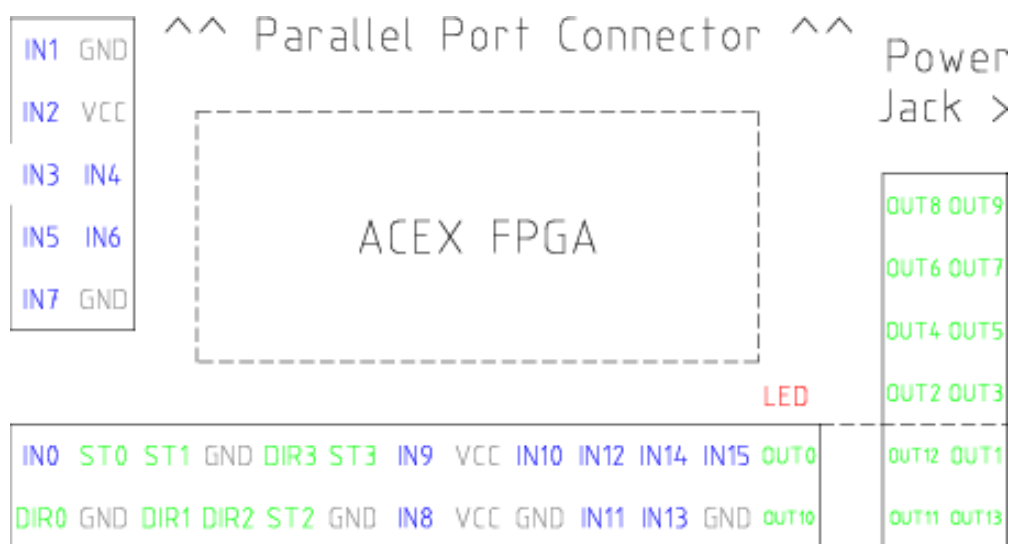 ^^ Parallel Port Connector ^^
Power
Jack >
IN1 GND
IN2 VCC
IN3 IN4
IN5 IN6
IN7 GND
ACEX FPGA
OUT8 OUT9
OUT6 OUT7
OUT4 OUT5
OUT2 OUT3
OUT12 OUT1
OUT11 OUT13
LED
IN0 ST0 ST1 GND DIR3 ST3 IN9 VCC IN10 IN12 IN14 IN15 OUT0
DIR0 GND DIR1 DIR2 ST2 GND IN8 VCC GND IN11 IN13 GND OUT10